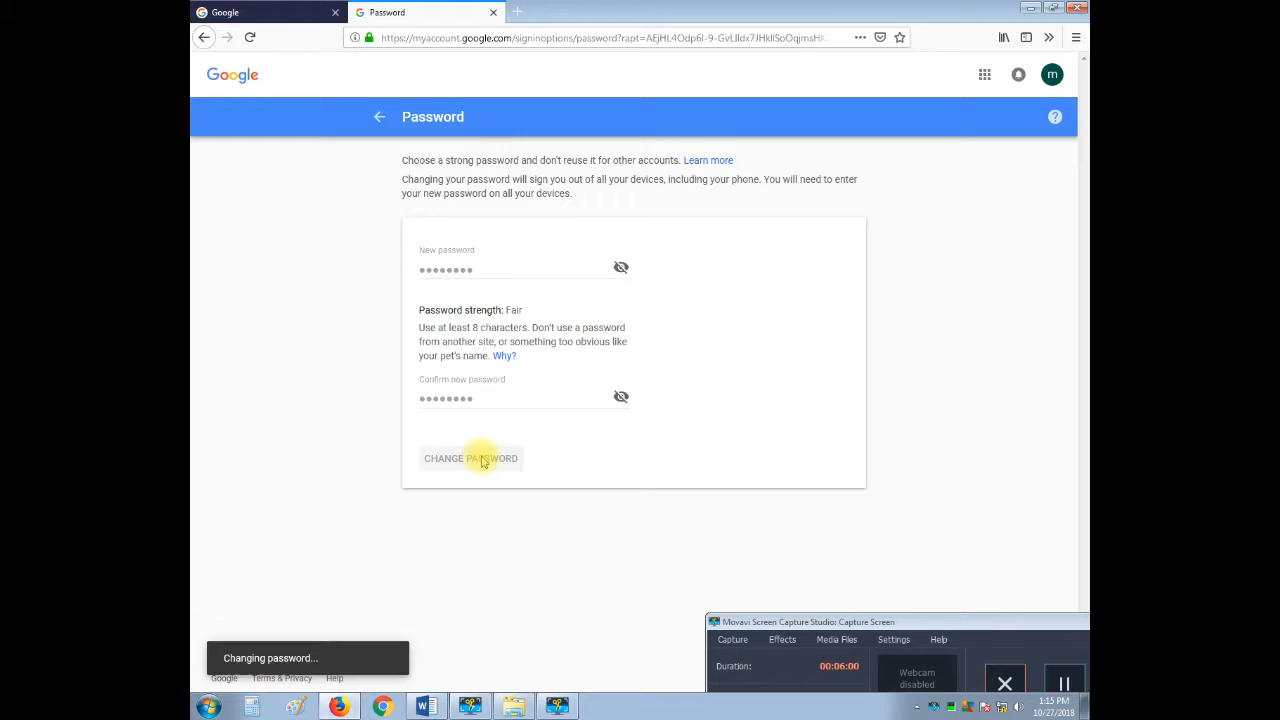 Google
Password
https://myaccount.google.com/signinoptions/password?rapt=
Google
m
Password
Choose a strong password and don't reuse it for other accounts. Learn more
Changing your password will sign you out of all your devices, including your phone. You will need to enter
your new password on all your devices.
New password
Password strength: Fair
Use at least 8 characters. Don't use a password
from another site, or something too obvious like
your pet's name. Why?
Confirm new password
CHANGE PASSWORD
Changing password...
Google Terms & Privacy Help
Movavi Screen Capture Studio: Capture Screen
Capture Effects Media Files Settings Help
Duration: 00:06:00
Webcam
disabled
1:15 PM
10/27/2018